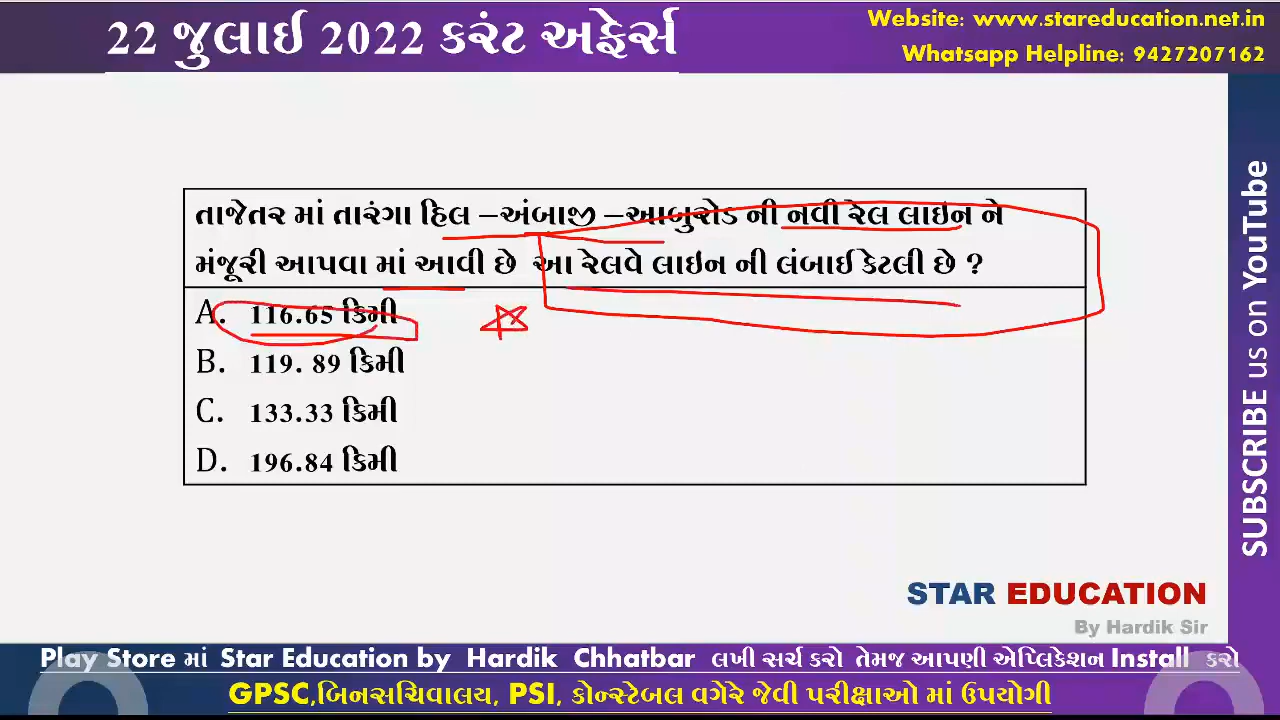 22 જુલાઈ 2022 કરંટ અફેર્સ
Website: www.stareducation.net.in
Whatsapp Helpline: 9427207162
તાજેતર માં તારંગા હિલ –અંબાજી –આબુરોડ ની નવી રેલ લાઇન ને
મંજૂરી આપવા માં આવી છે આ રેલવે લાઇન ની લંબાઈ કેટલી છે ?
A. 116.65 કિમી
B. 119. 89 કિમી
C. 133.33 કિમી
D. 196.84 કિમી
SUBSCRIBE us on YouTube
STAR EDUCATION
By Hardik Sir
Play Store માં Star Education by Hardik Chhatbar લખી સર્ચ કરો તેમજ આપણી એપ્લિકેશન Install કરો
GPSC,બિનસચિવાલય, PSI, કોન્સ્ટેબલ વગેરે જેવી પરીક્ષાઓ માં ઉપયોગી